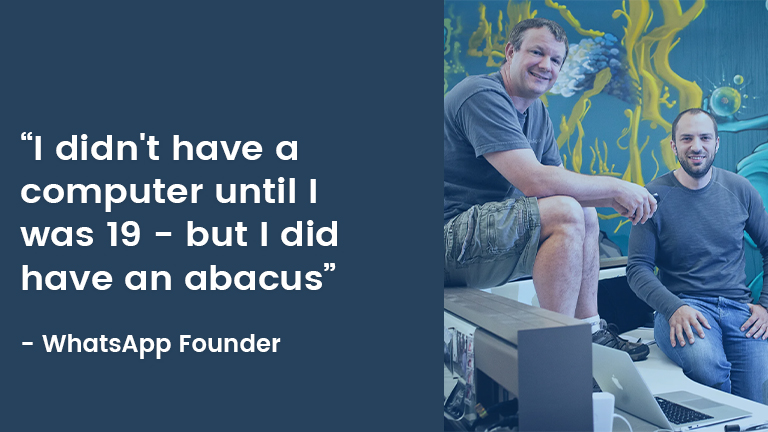 “I didn't have a
computer until I
was 19 - but I did
have an abacus”
- WhatsApp Founder